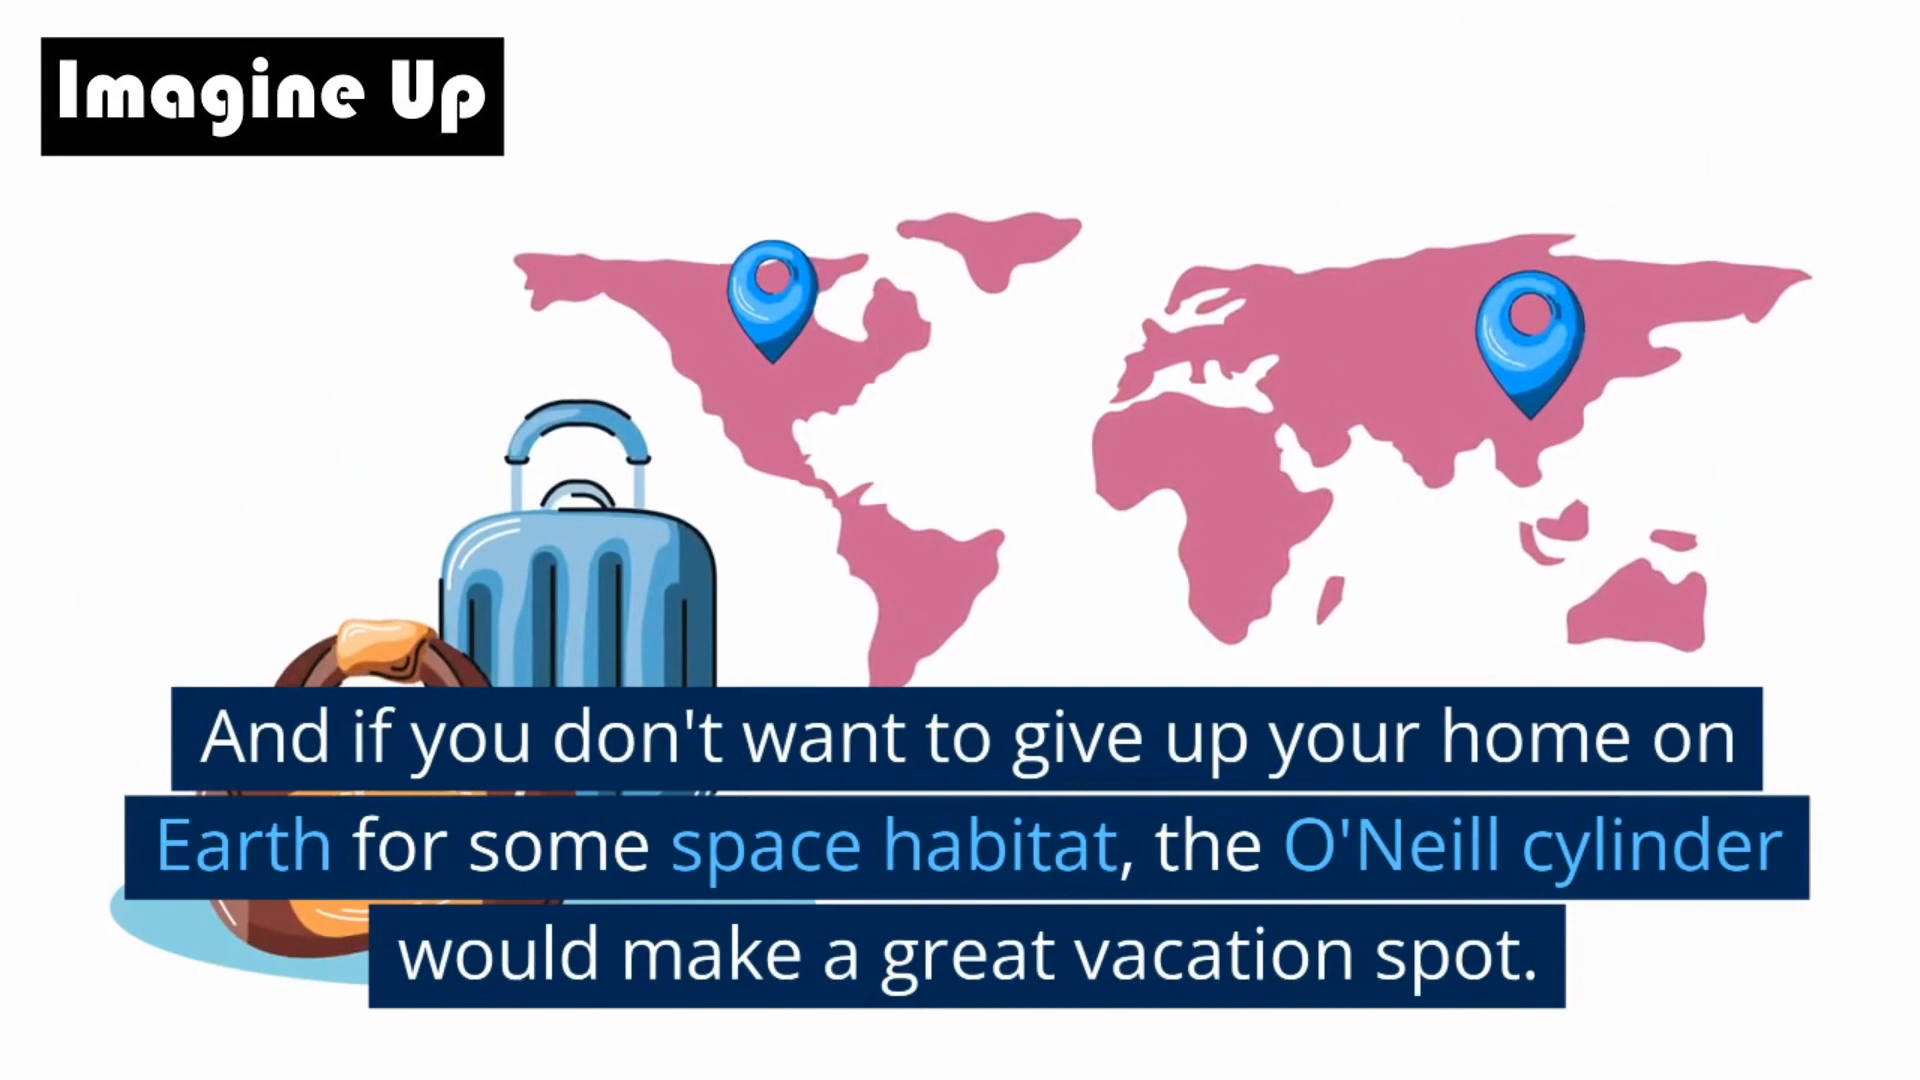 Imagine Up
And if you don't want to give up your home on
Earth for some space habitat, the O'Neill cylinder
would make a great vacation spot.